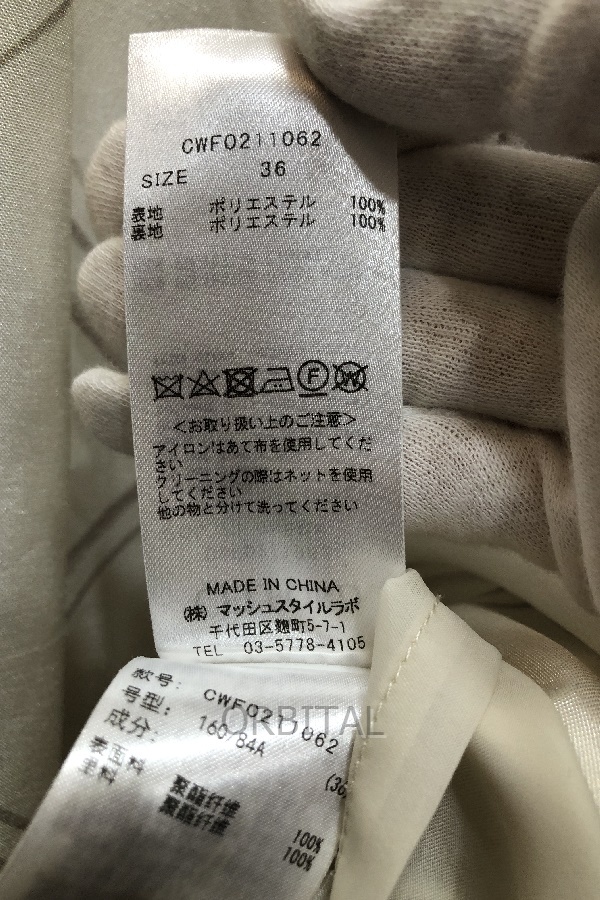 CWFO211062
SIZE 36
表地 ポリエステル 100%
裏地 ポリエステル 100%
F W
<お取り扱い上のご注意>
アイロンはあて布を使用してくだ
さい
クリーニングの際はネットを使用
してください
他の物と分けて洗ってください
MADE IN CHINA
(株) マッシュスタイルラボ
千代田区麹町5-7-1
TEL 03-5778-4105
款号: CWFO211062
号型: 160/84A (36
成分:
表面料 聚酯纤维 100%
里料 聚酯纤维 100%
ORBITAL